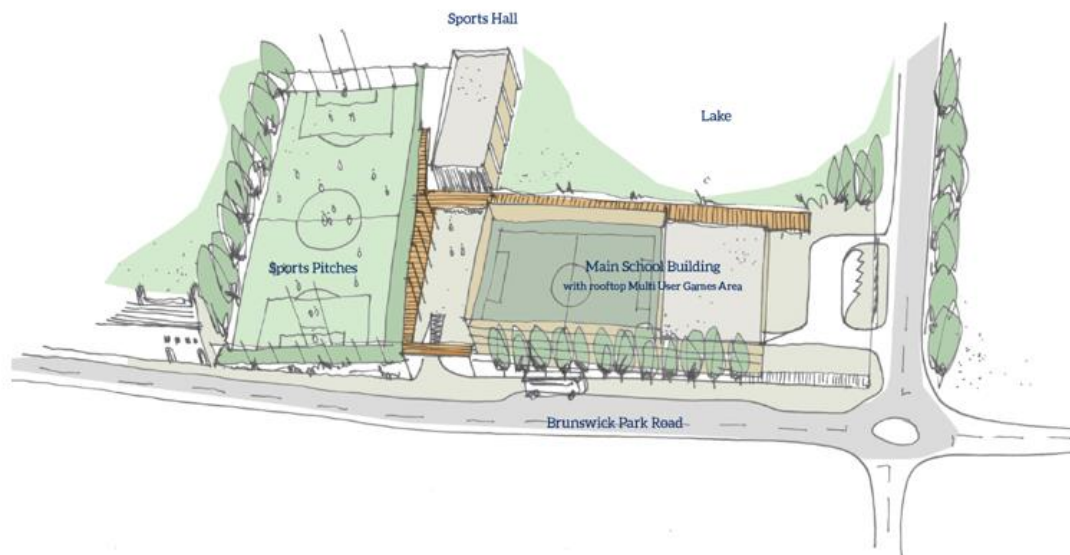 Sports Hall
Lake
Sports Pitches
Main School Building
with rooftop Multi User Games Area
Brunswick Park Road